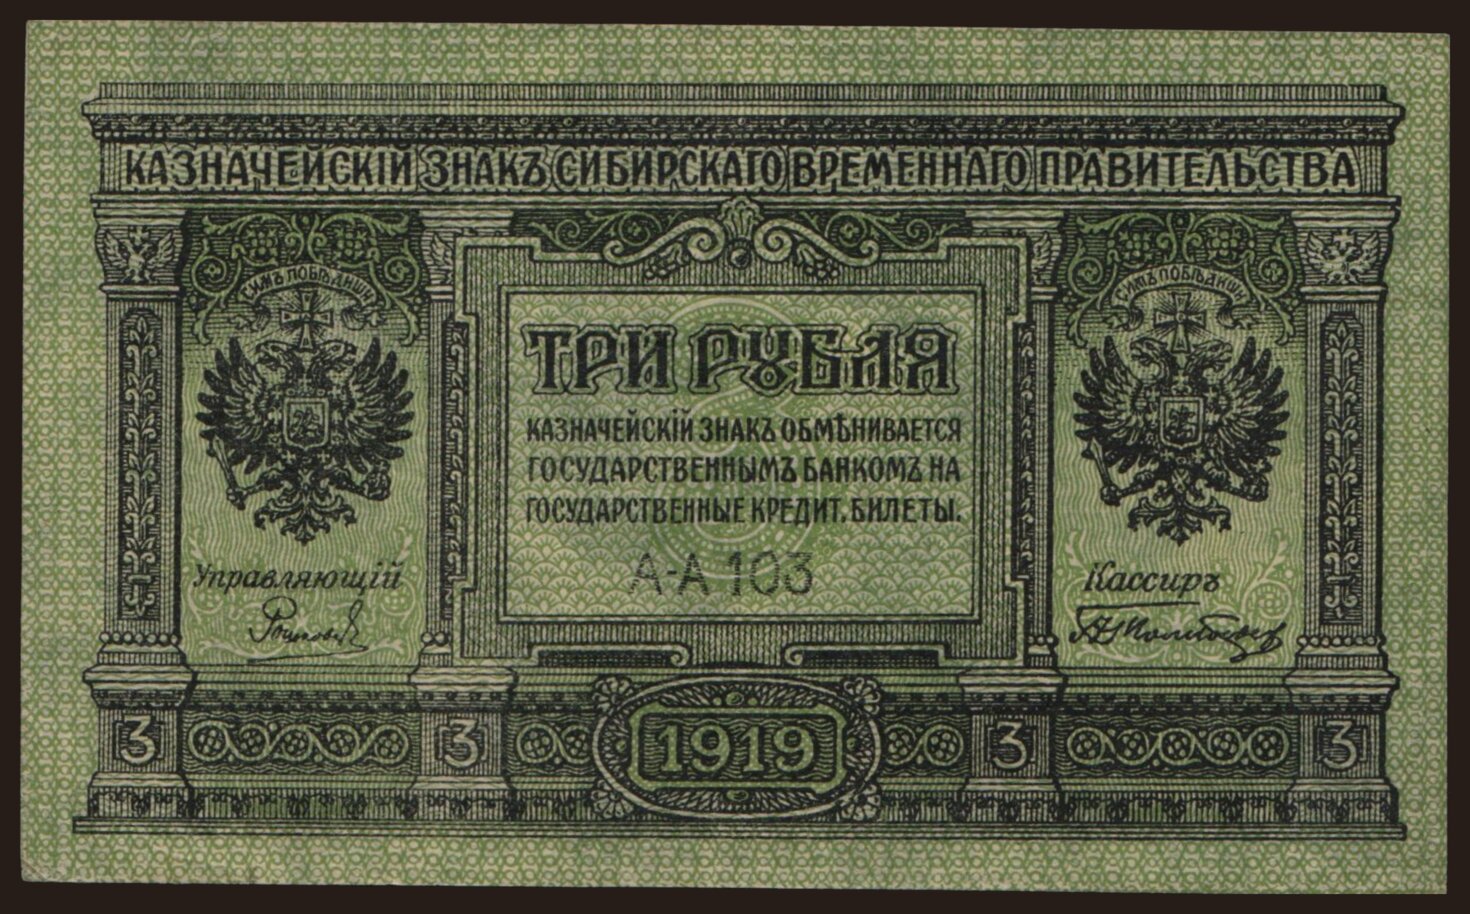 КАЗНАЧЕЙСКІЙ ЗНАКЪ СИБИРСКАГО ВРЕМЕННАГО ПРАВИТЕЛЬСТВА
СИМЪ ПОБѢДИШИ
СИМЪ ПОБѢДИШИ
ТРИ РУБЛЯ
КАЗНАЧЕЙСКІЙ ЗНАКЪ ОБМѢНИВАЕТСЯ
ГОСУДАРСТВЕННЫМЪ БАНКОМЪ НА
ГОСУДАРСТВЕННЫЕ КРЕДИТ. БИЛЕТЫ.
А-А 103
Управляющій
Кассиръ
3 3 1919 3 3